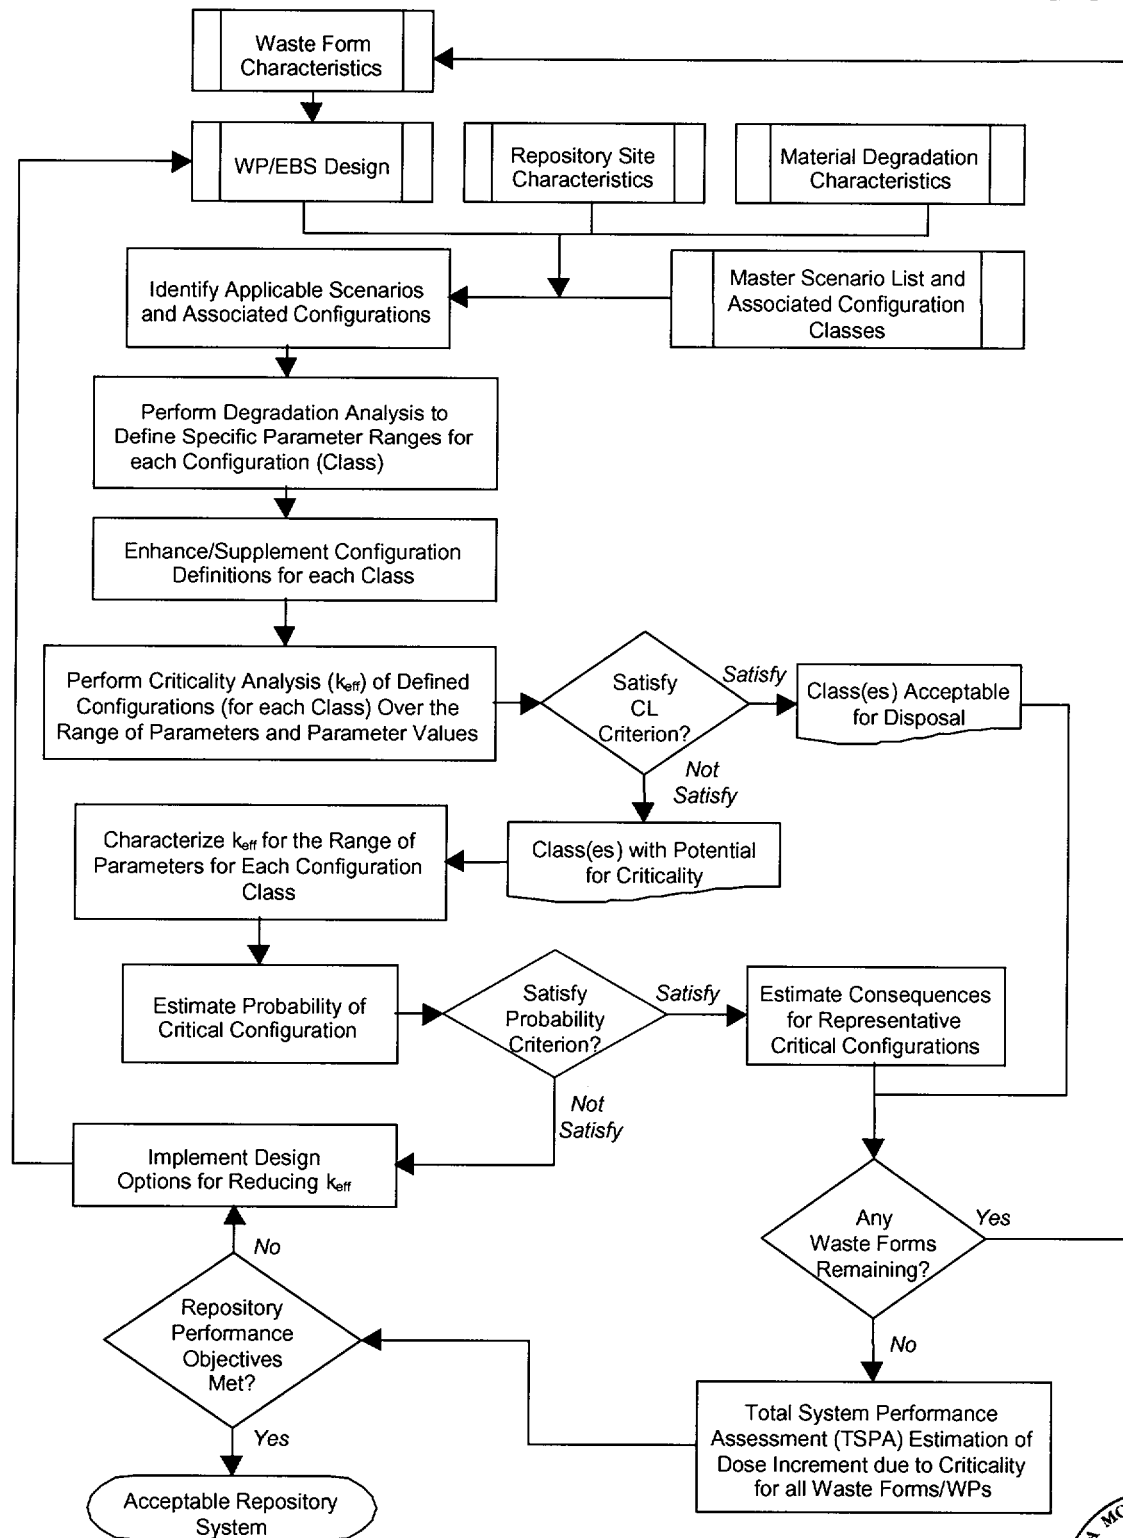 Waste Form
Characteristics
WP/EBS Design
Repository Site
Characteristics
Material Degradation
Characteristics
Identify Applicable Scenarios
and Associated Configurations
Master Scenario List and
Associated Configuration
Classes
Perform Degradation Analysis to
Define Specific Parameter Ranges for
each Configuration (Class)
Enhance/Supplement Configuration
Definitions for each Class
Perform Criticality Analysis (keff) of Defined
Configurations (for each Class) Over the
Range of Parameters and Parameter Values
Satisfy
CL
Criterion?
Satisfy
Class(es) Acceptable
for Disposal
Not
Satisfy
Characterize keff for the Range of
Parameters for Each Configuration
Class
Class(es) with Potential
for Criticality
Estimate Probability of
Critical Configuration
Satisfy
Probability
Criterion?
Satisfy
Estimate Consequences
for Representative
Critical Configurations
Not
Satisfy
Implement Design
Options for Reducing keff
Any
Waste Forms
Remaining?
Yes
No
Repository
Performance
Objectives
Met?
No
Yes
Total System Performance
Assessment (TSPA) Estimation of
Dose Increment due to Criticality
for all Waste Forms/WPs
Acceptable Repository
System